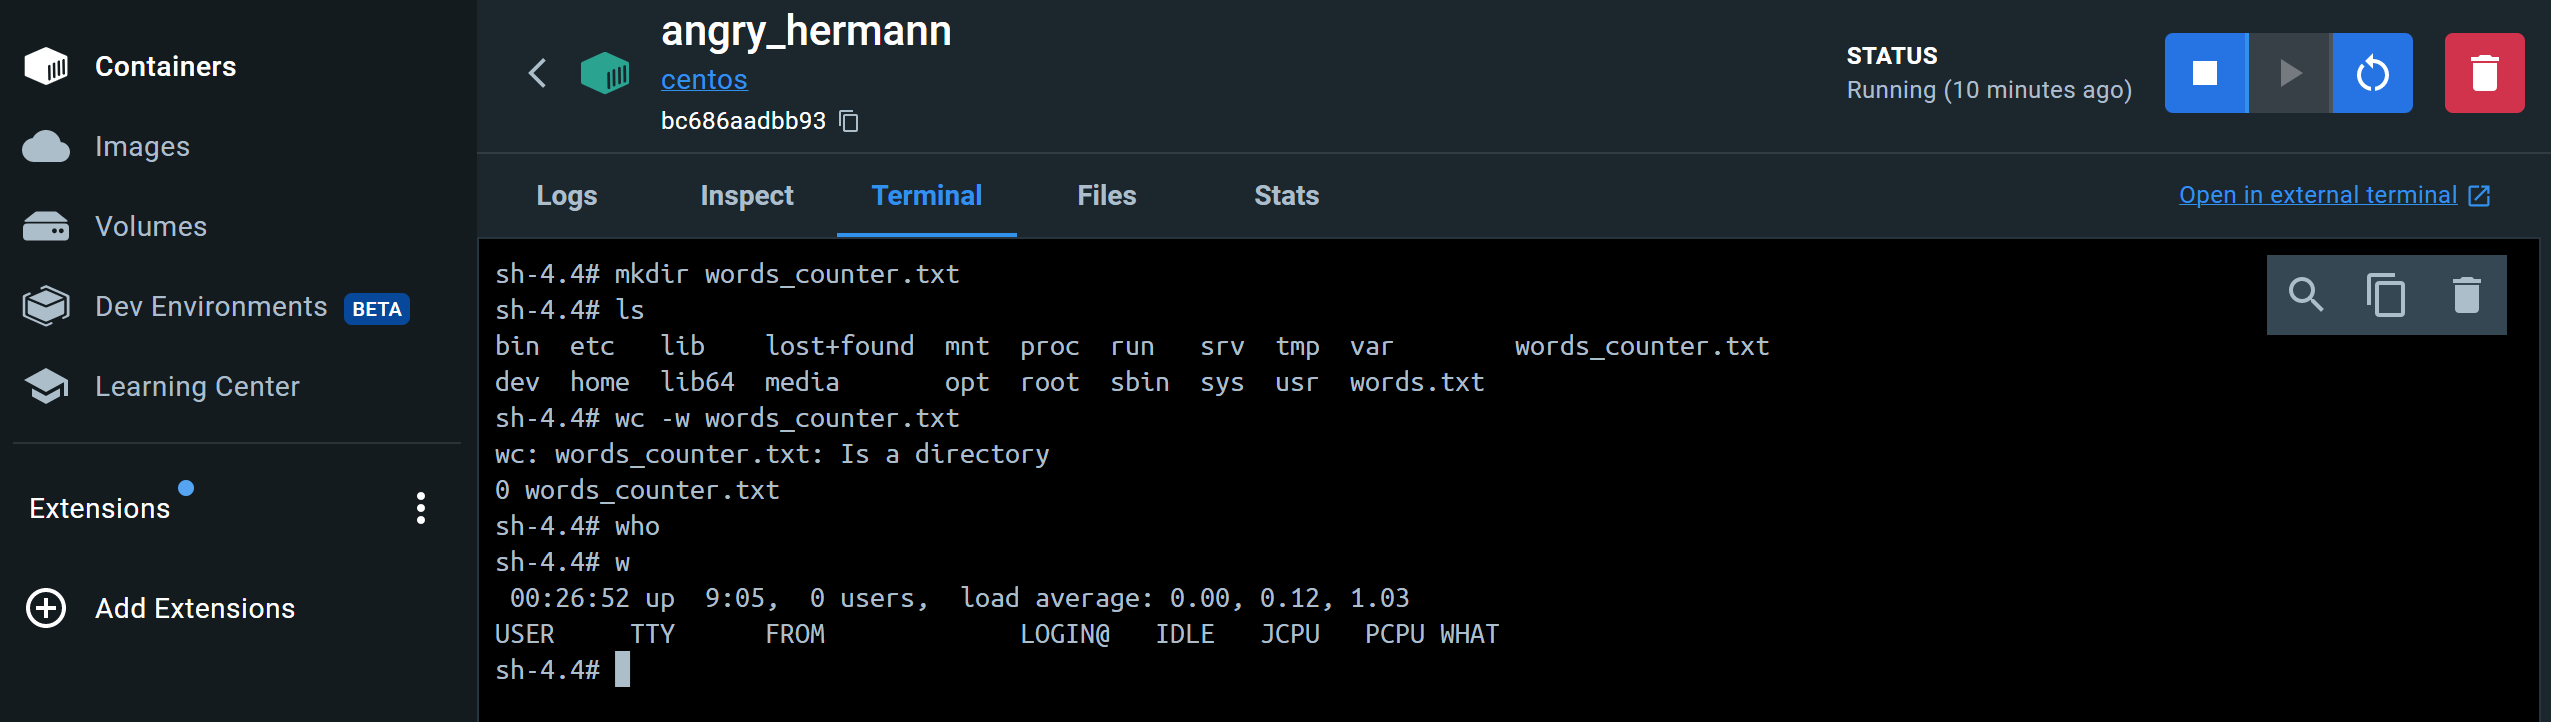 Containers
Images
Volumes
Dev Environments BETA
Learning Center
Extensions
Add Extensions
angry_hermann
centos
bc686aadbb93
STATUS
Running (10 minutes ago)
Logs Inspect Terminal Files Stats Open in external terminal
sh-4.4# mkdir words_counter.txt
sh-4.4# ls
bin  etc   lib    lost+found  mnt  proc  run   srv  tmp  var        words_counter.txt
dev  home  lib64  media       opt  root  sbin  sys  usr  words.txt
sh-4.4# wc -w words_counter.txt
wc: words_counter.txt: Is a directory
0 words_counter.txt
sh-4.4# who
sh-4.4# w
 00:26:52 up  9:05,  0 users,  load average: 0.00, 0.12, 1.03
USER     TTY      FROM             LOGIN@   IDLE   JCPU   PCPU WHAT
sh-4.4#